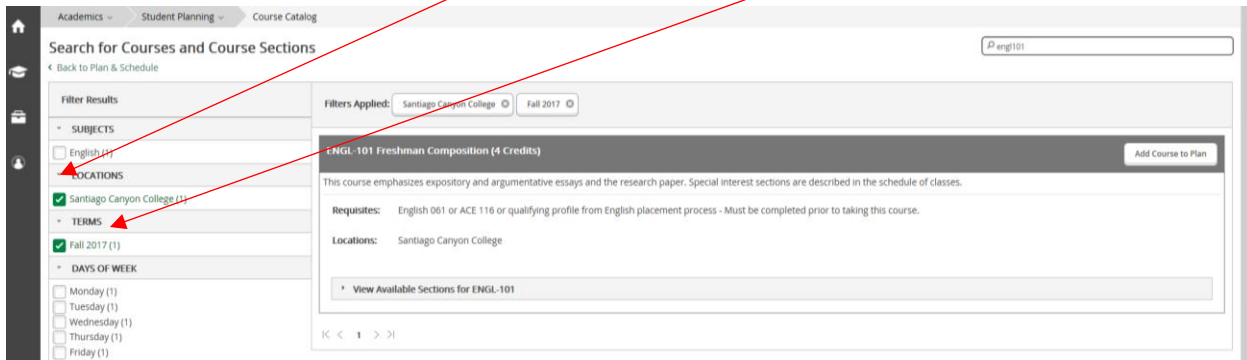 Academics Student Planning Course Catalog
Search for Courses and Course Sections
engl101
< Back to Plan & Schedule
Filter Results
SUBJECTS
English (1)
LOCATIONS
Santiago Canyon College (1)
TERMS
Fall 2017 (1)
DAYS OF WEEK
Monday (1)
Tuesday (1)
Wednesday (1)
Thursday (1)
Friday (1)
Filters Applied: Santiago Canyon College Fall 2017
ENGL-101 Freshman Composition (4 Credits)
Add Course to Plan
This course emphasizes expository and argumentative essays and the research paper. Special interest sections are described in the schedule of classes.
Requisites: English 061 or ACE 116 or qualifying profile from English placement process - Must be completed prior to taking this course.
Locations: Santiago Canyon College
View Available Sections for ENGL-101
1